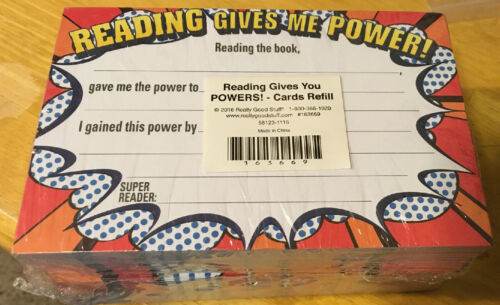 READING GIVES ME POWER!
Reading the book,
gave me the power to
Reading Gives You
POWERS! - Cards Refill
© 2016 Really Good Stuff® 1-800-366-1920
www.reallygoodstuff.com #163669
58123-1115
Made in China
163669
I gained this power by
SUPER
READER: